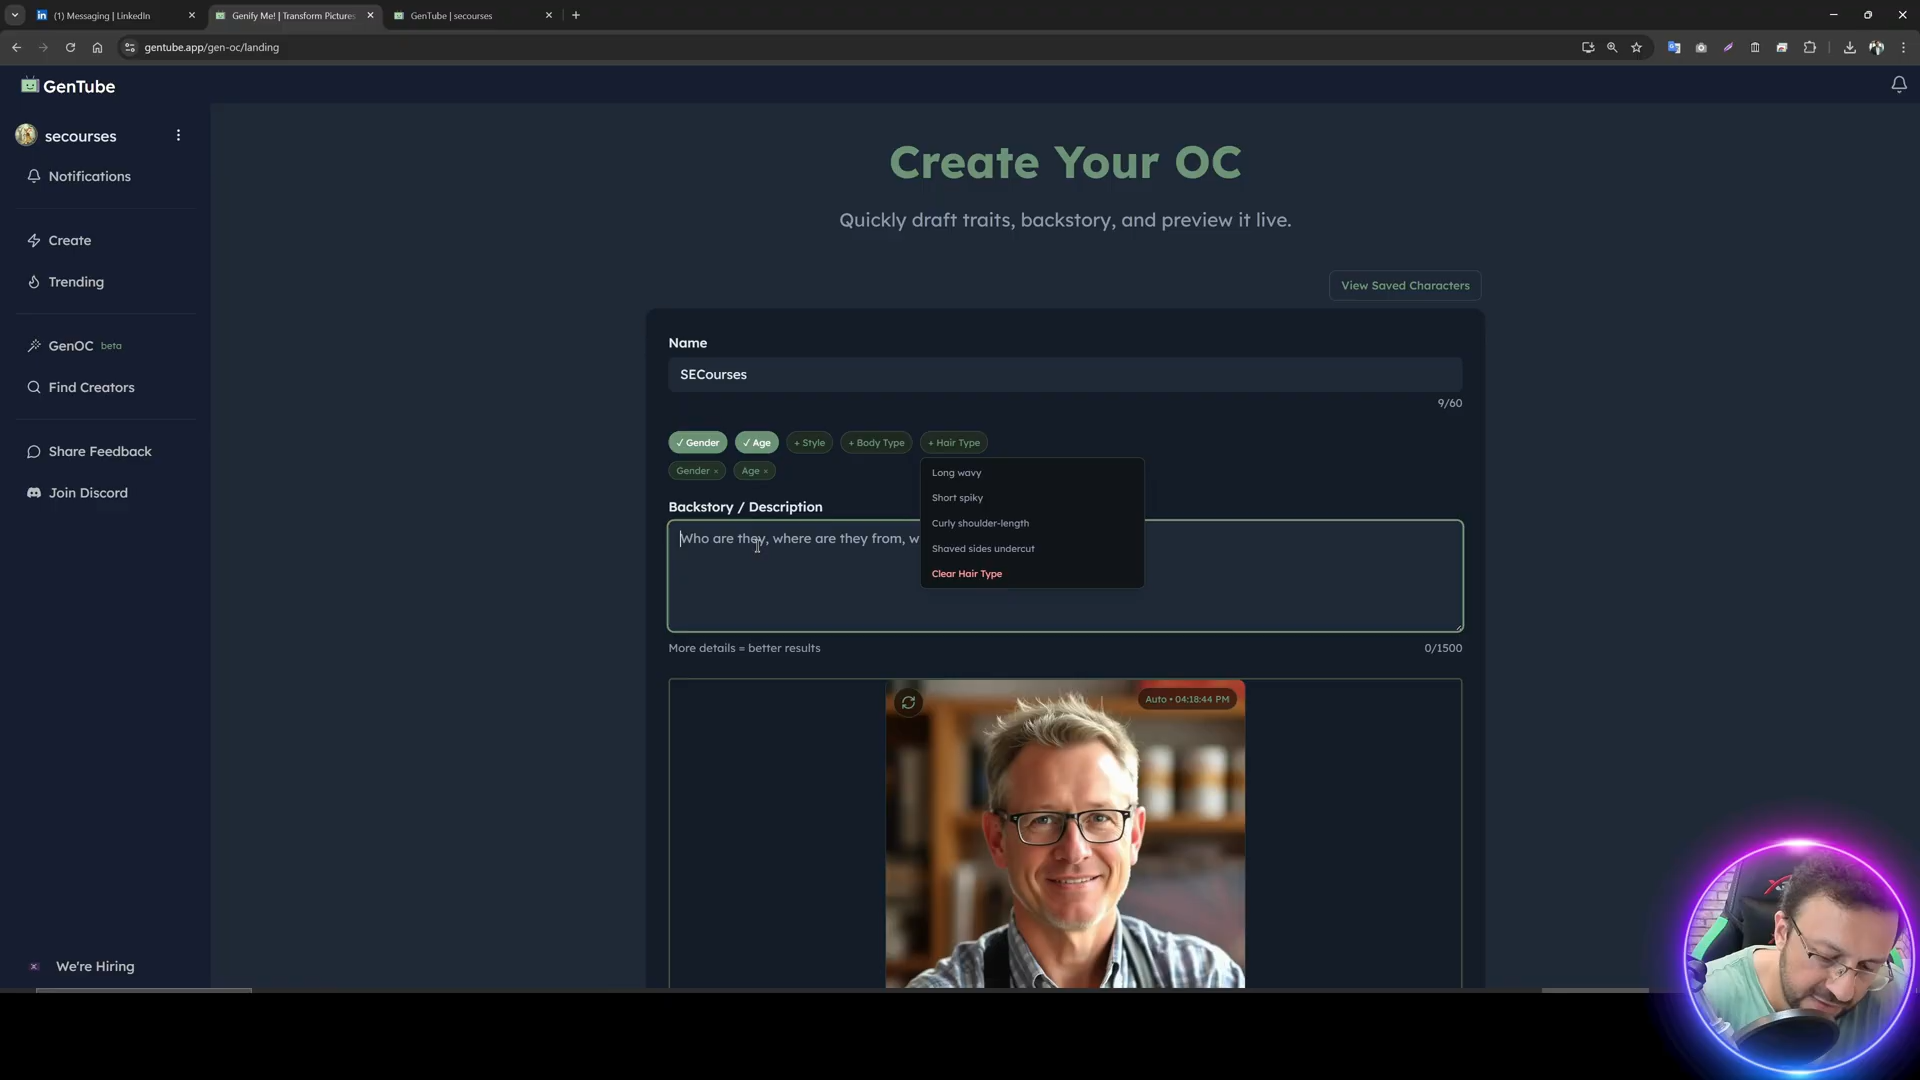 (1) Messaging | LinkedIn
Genify Me! | Transform Pictures
GenTube | secourses
gentube.app/gen-oc/landing
GenTube
secourses
Notifications
Create
Trending
GenOC beta
Find Creators
Share Feedback
Join Discord
We're Hiring
Create Your OC
Quickly draft traits, backstory, and preview it live.
View Saved Characters
Name
SECourses
9/60
✓ Gender ✓ Age + Style + Body Type + Hair Type
Gender × Age ×
Long wavy
Short spiky
Curly shoulder-length
Shaved sides undercut
Clear Hair Type
Backstory / Description
Who are they, where are they from, w
More details = better results
0/1500
Auto • 04:18:44 PM